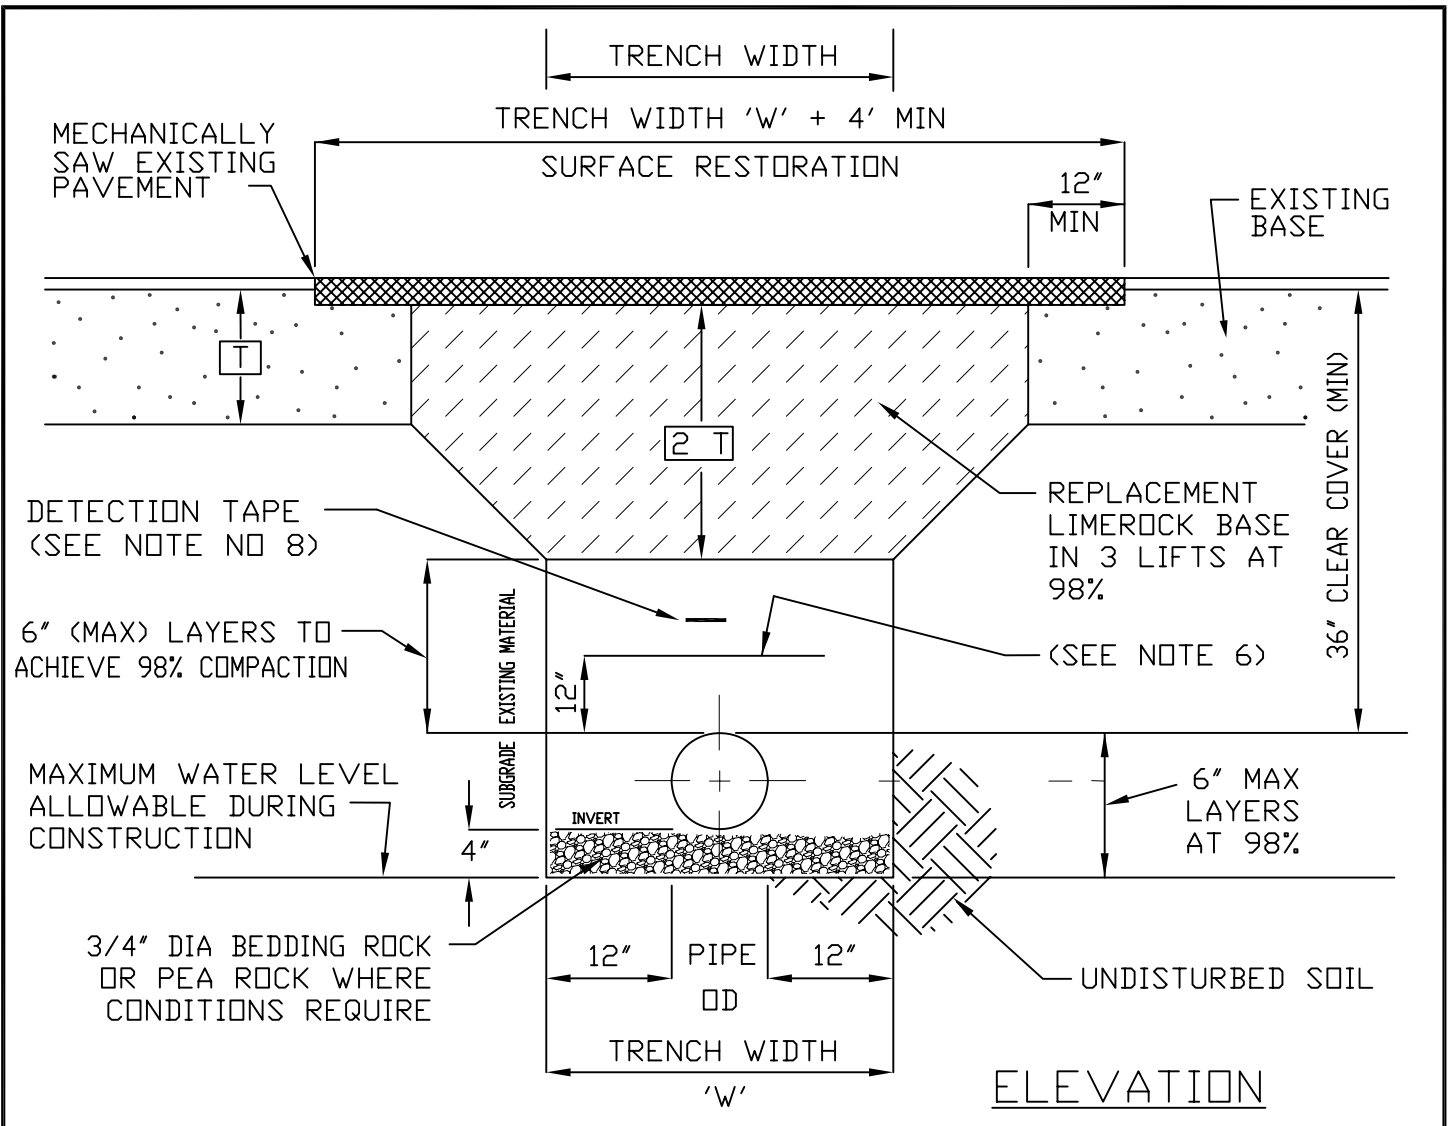 TRENCH WIDTH
TRENCH WIDTH 'W' + 4' MIN
SURFACE RESTORATION
MECHANICALLY
SAW EXISTING
PAVEMENT
12"
MIN
EXISTING
BASE
T
2 T
36" CLEAR COVER (MIN)
DETECTION TAPE
(SEE NOTE NO 8)
REPLACEMENT
LIMEROCK BASE
IN 3 LIFTS AT
98%
6" (MAX) LAYERS TO
ACHIEVE 98% COMPACTION
SUBGRADE EXISTING MATERIAL
12"
(SEE NOTE 6)
MAXIMUM WATER LEVEL
ALLOWABLE DURING
CONSTRUCTION
INVERT
4"
6" MAX
LAYERS
AT 98%
3/4" DIA BEDDING ROCK
OR PEA ROCK WHERE
CONDITIONS REQUIRE
12"
PIPE
OD
12"
UNDISTURBED SOIL
TRENCH WIDTH
'W'
ELEVATION